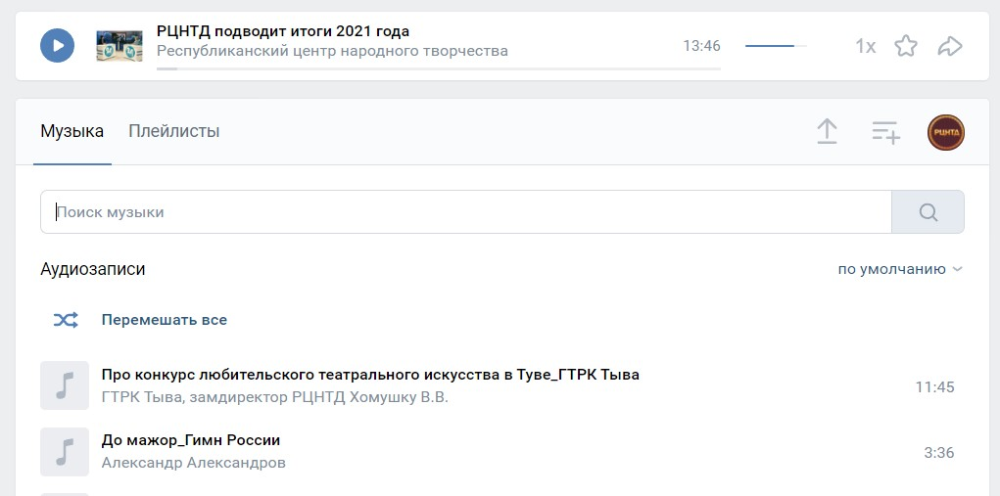 РЦНТД подводит итоги 2021 года
Республиканский центр народного творчества
13:46
1x
Музыка
Плейлисты
РЦНТД
Поиск музыки
Аудиозаписи
по умолчанию
Перемешать все
Про конкурс любительского театрального искусства в Туве_ГТРК Тыва
ГТРК Тыва, замдиректор РЦНТД Хомушку В.В.
11:45
До мажор_Гимн России
Александр Александров
3:36